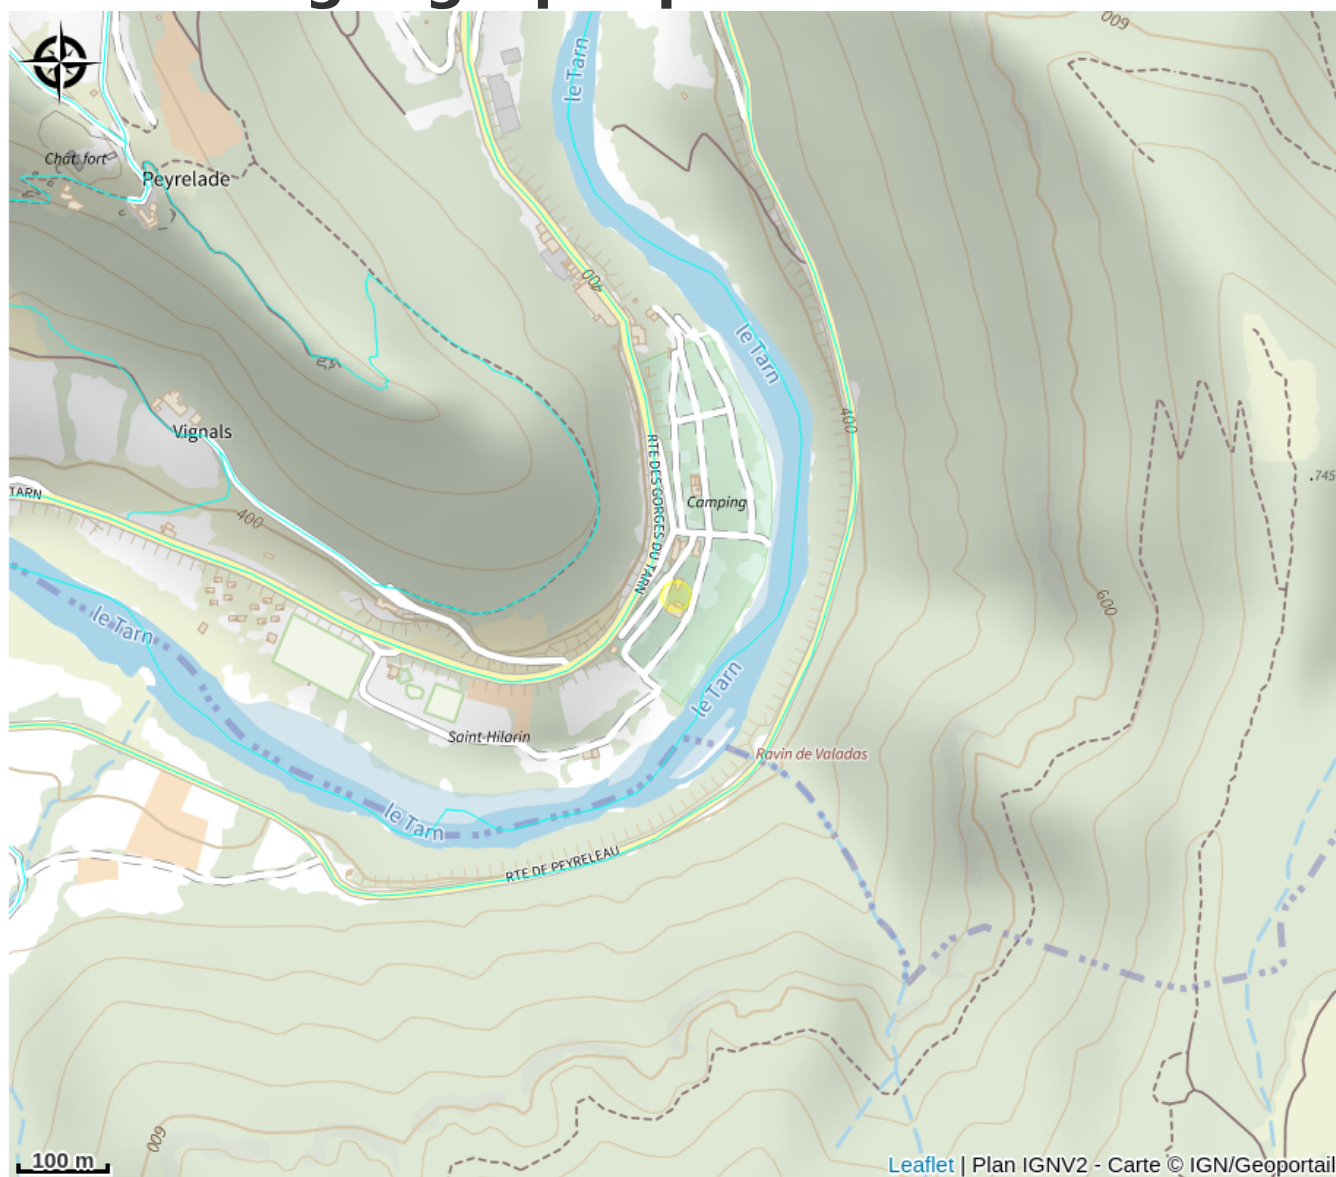 600
le Tarn
Chât. fort
Peyrelade
400
le Tarn
400
Vignals
RTE DES GORGES DU TARN
.745
TARN
Camping
400
600
le Tarn
le Tarn
Saint-Hilarin
Ravin de Valadas
le Tarn
RTE DE PEYRELEAU
600
100 m
Leaflet | Plan IGNV2 - Carte © IGN/Geoportail